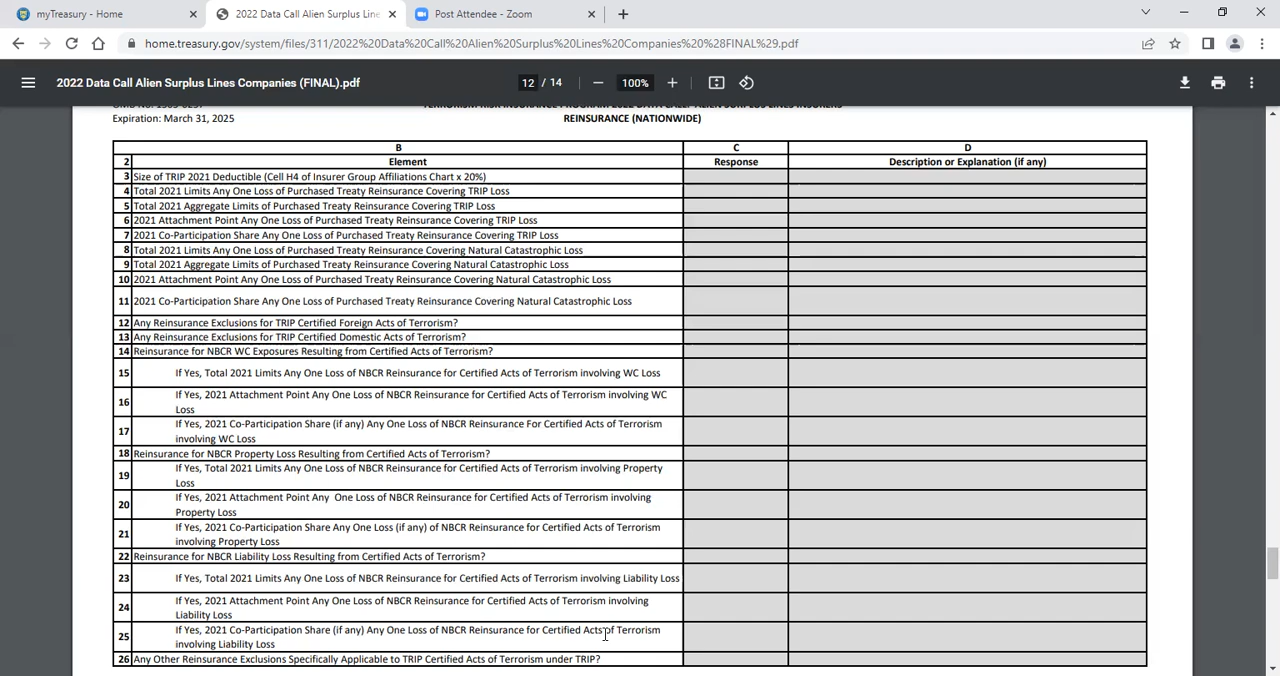 myTreasury - Home
2022 Data Call Alien Surplus Line
Post Attendee - Zoom
home.treasury.gov/system/files/311/2022%20Data%20Call%20Alien%20Surplus%20Lines%20Companies%20%28FINAL%29.pdf
2022 Data Call Alien Surplus Lines Companies (FINAL).pdf
12 / 14
100%
TERRORISM RISK INSURANCE PROGRAM 2022 DATA CALL: ALIEN SURPLUS LINES INSURERS
Expiration: March 31, 2025
REINSURANCE (NATIONWIDE)
B C D
2 Element Response Description or Explanation (if any)
3 Size of TRIP 2021 Deductible (Cell H4 of Insurer Group Affiliations Chart x 20%)
4 Total 2021 Limits Any One Loss of Purchased Treaty Reinsurance Covering TRIP Loss
5 Total 2021 Aggregate Limits of Purchased Treaty Reinsurance Covering TRIP Loss
6 2021 Attachment Point Any One Loss of Purchased Treaty Reinsurance Covering TRIP Loss
7 2021 Co-Participation Share Any One Loss of Purchased Treaty Reinsurance Covering TRIP Loss
8 Total 2021 Limits Any One Loss of Purchased Treaty Reinsurance Covering Natural Catastrophic Loss
9 Total 2021 Aggregate Limits of Purchased Treaty Reinsurance Covering Natural Catastrophic Loss
10 2021 Attachment Point Any One Loss of Purchased Treaty Reinsurance Covering Natural Catastrophic Loss
11 2021 Co-Participation Share Any One Loss of Purchased Treaty Reinsurance Covering Natural Catastrophic Loss
12 Any Reinsurance Exclusions for TRIP Certified Foreign Acts of Terrorism?
13 Any Reinsurance Exclusions for TRIP Certified Domestic Acts of Terrorism?
14 Reinsurance for NBCR WC Exposures Resulting from Certified Acts of Terrorism?
15 If Yes, Total 2021 Limits Any One Loss of NBCR Reinsurance for Certified Acts of Terrorism involving WC Loss
16 If Yes, 2021 Attachment Point Any One Loss of NBCR Reinsurance for Certified Acts of Terrorism involving WC
Loss
17 If Yes, 2021 Co-Participation Share (if any) Any One Loss of NBCR Reinsurance For Certified Acts of Terrorism
involving WC Loss
18 Reinsurance for NBCR Property Loss Resulting from Certified Acts of Terrorism?
19 If Yes, Total 2021 Limits Any One Loss of NBCR Reinsurance for Certified Acts of Terrorism involving Property
Loss
20 If Yes, 2021 Attachment Point Any One Loss of NBCR Reinsurance for Certified Acts of Terrorism involving
Property Loss
21 If Yes, 2021 Co-Participation Share Any One Loss (if any) of NBCR Reinsurance for Certified Acts of Terrorism
involving Property Loss
22 Reinsurance for NBCR Liability Loss Resulting from Certified Acts of Terrorism?
23 If Yes, Total 2021 Limits Any One Loss of NBCR Reinsurance for Certified Acts of Terrorism involving Liability Loss
24 If Yes, 2021 Attachment Point Any One Loss of NBCR Reinsurance for Certified Acts of Terrorism involving
Liability Loss
25 If Yes, 2021 Co-Participation Share (if any) Any One Loss of NBCR Reinsurance for Certified Acts of Terrorism
involving Liability Loss
26 Any Other Reinsurance Exclusions Specifically Applicable to TRIP Certified Acts of Terrorism under TRIP?